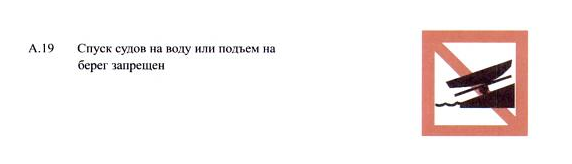 А.19 Спуск судов на воду или подъем на
берег запрещен